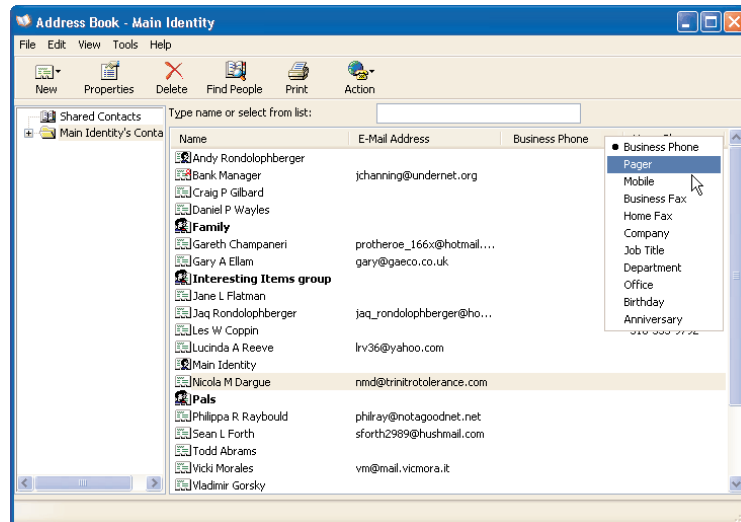 Address Book - Main Identity
File Edit View Tools Help
New Properties Delete Find People Print Action
Shared Contacts
Main Identity's Conta
Type name or select from list:
Name E-Mail Address Business Phone
Andy Rondolophberger
Bank Manager jchanning@undernet.org
Craig P Gilbard
Daniel P Wayles
Family
Gareth Champaneri protheroe_166x@hotmail....
Gary A Ellam gary@gaeco.co.uk
Interesting Items group
Jane L Flatman
Jaq Rondolophberger jaq_rondolophberger@ho...
Les W Coppin
Lucinda A Reeve lrv36@yahoo.com
Main Identity
Nicola M Dargue nmd@trinitrotolerance.com
Pals
Philippa R Raybould philray@notagoodnet.net
Sean L Forth sforth2989@hushmail.com
Todd Abrams
Vicki Morales vm@mail.vicmora.it
Vladimir Gorsky
Business Phone
Pager
Mobile
Business Fax
Home Fax
Company
Job Title
Department
Office
Birthday
Anniversary